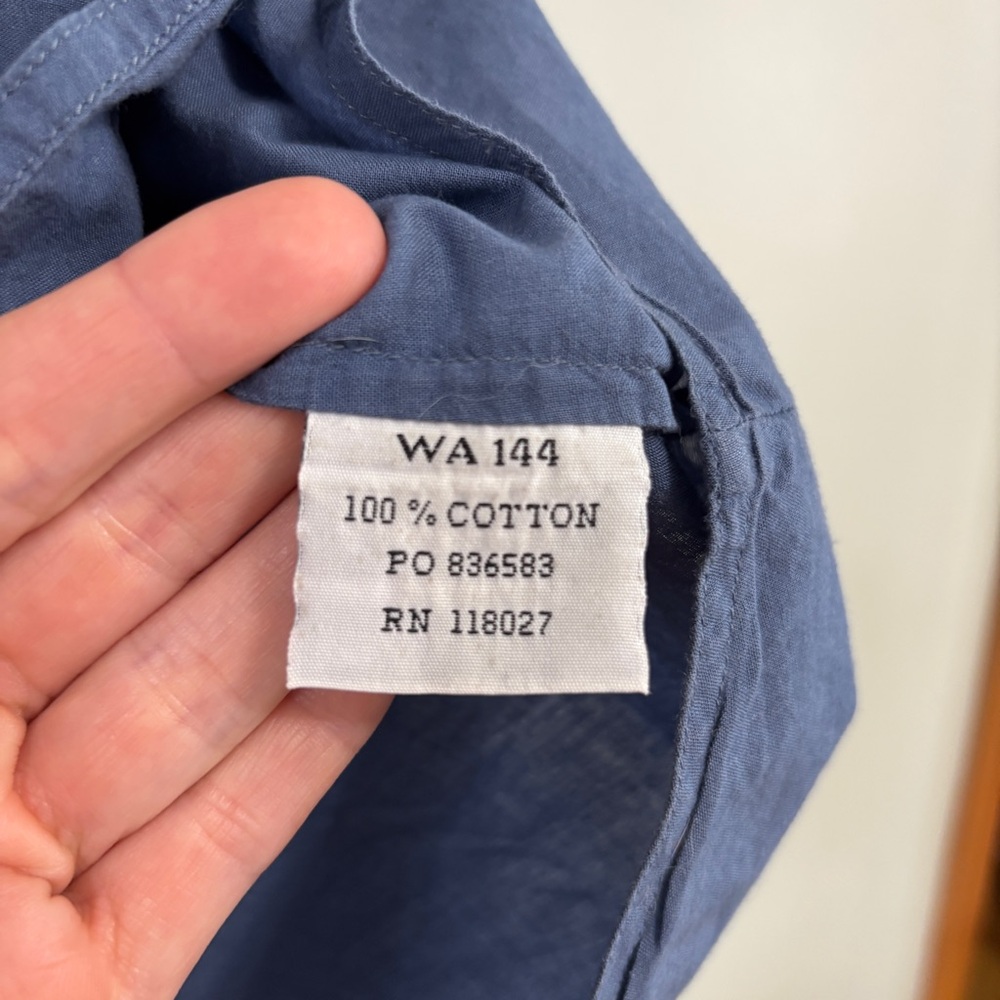 WA 144
100 % COTTON
PO 836583
RN 118027